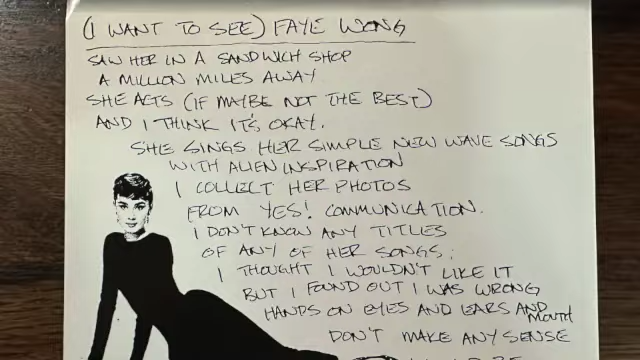 (I WANT TO SEE) FAYE WONG
SAW HER IN A SANDWICH SHOP
A MILLION MILES AWAY
SHE ACTS (IF MAYBE NOT THE BEST)
AND I THINK IT'S OKAY.
SHE SINGS HER SIMPLE NEW WAVE SONGS
WITH ALIEN INSPIRATION
I COLLECT HER PHOTOS
FROM YES! COMMUNICATION.
I DON'T KNOW ANY TITLES
OF ANY OF HER SONGS;
I THOUGHT I WOULDN'T LIKE IT
BUT I FOUND OUT I WAS WRONG
HANDS ON EYES AND EARS AND MOUTH
DON'T MAKE ANY SENSE